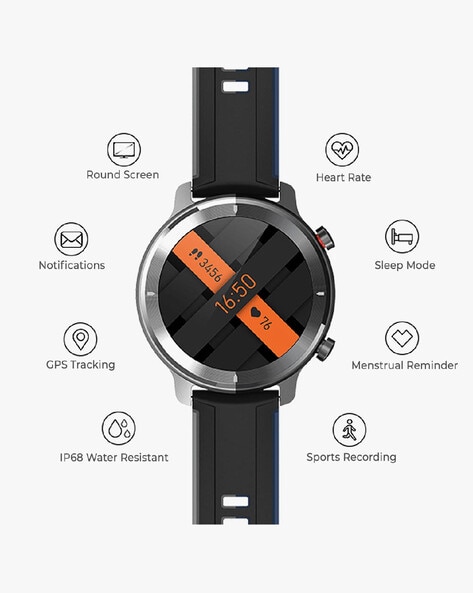 Round Screen
Heart Rate
Notifications
Sleep Mode
3456
16:50
76
GPS Tracking
Menstrual Reminder
IP68 Water Resistant
Sports Recording